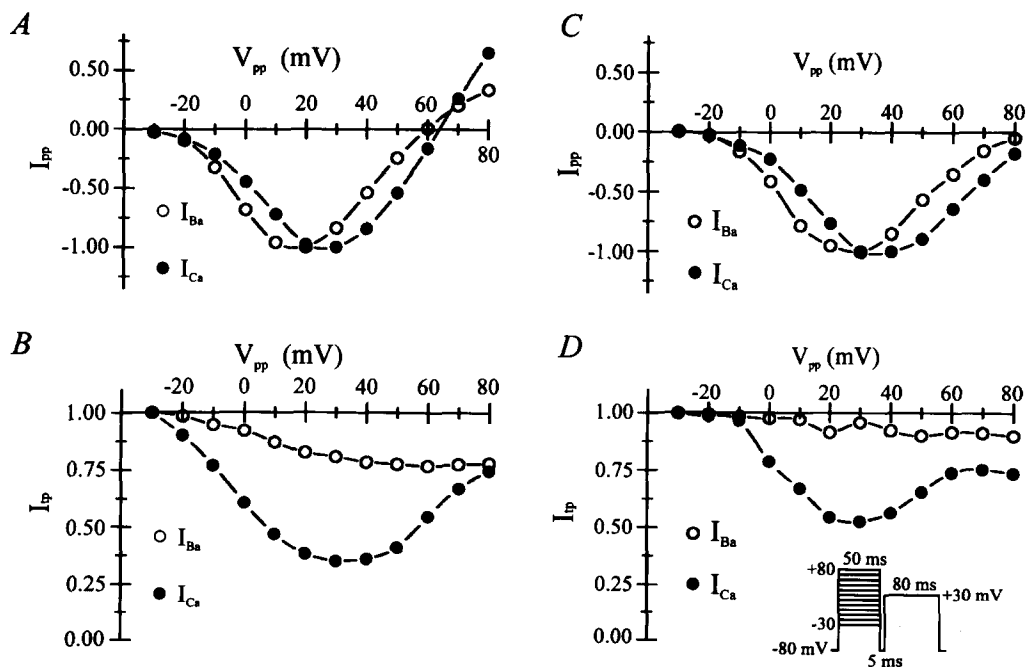 A
V_pp (mV)
-20 0 20 40 60
80
0.50
0.00
-0.50
-1.00
I_pp
I_Ba
I_Ca
C
V_pp (mV)
-20 0 20 40 60 80
0.50
0.00
-0.50
-1.00
I_pp
I_Ba
I_Ca
B
V_pp (mV)
-20 0 20 40 60 80
1.00
0.75
0.50
0.25
0.00
I_tp
I_Ba
I_Ca
D
V_pp (mV)
-20 0 20 40 60 80
1.00
0.75
0.50
0.25
0.00
I_tp
I_Ba
I_Ca
50 ms
+80
80 ms
+30 mV
-30
-80 mV
5 ms